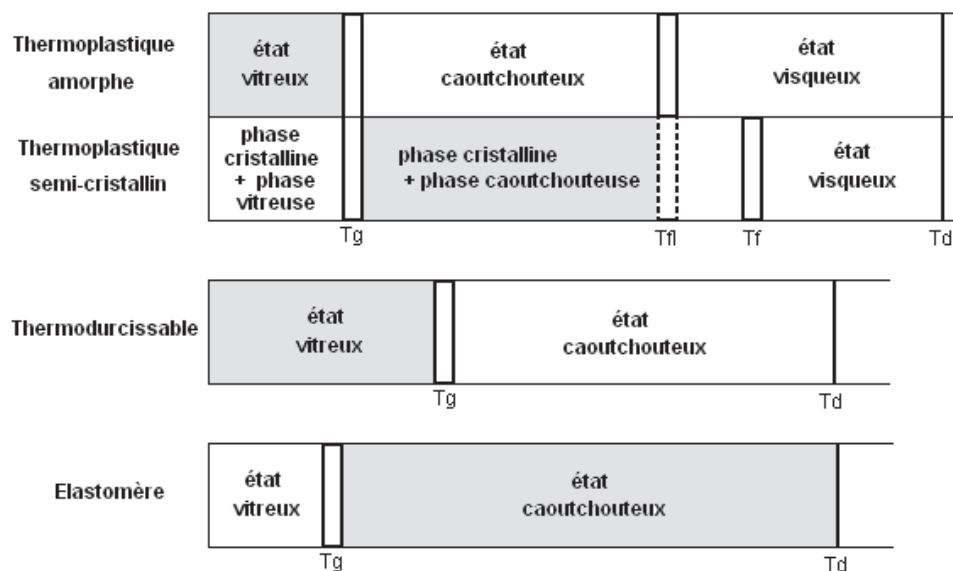 Thermoplastique
amorphe
état
vitreux
état
caoutchouteux
état
visqueux
Thermoplastique
semi-cristallin
phase
cristalline
+ phase
vitreuse
phase cristalline
+ phase caoutchouteuse
état
visqueux
Tg
Tfl
Tf
Td
Thermodurcissable
état
vitreux
état
caoutchouteux
Tg
Td
Elastomère
état
vitreux
état
caoutchouteux
Tg
Td